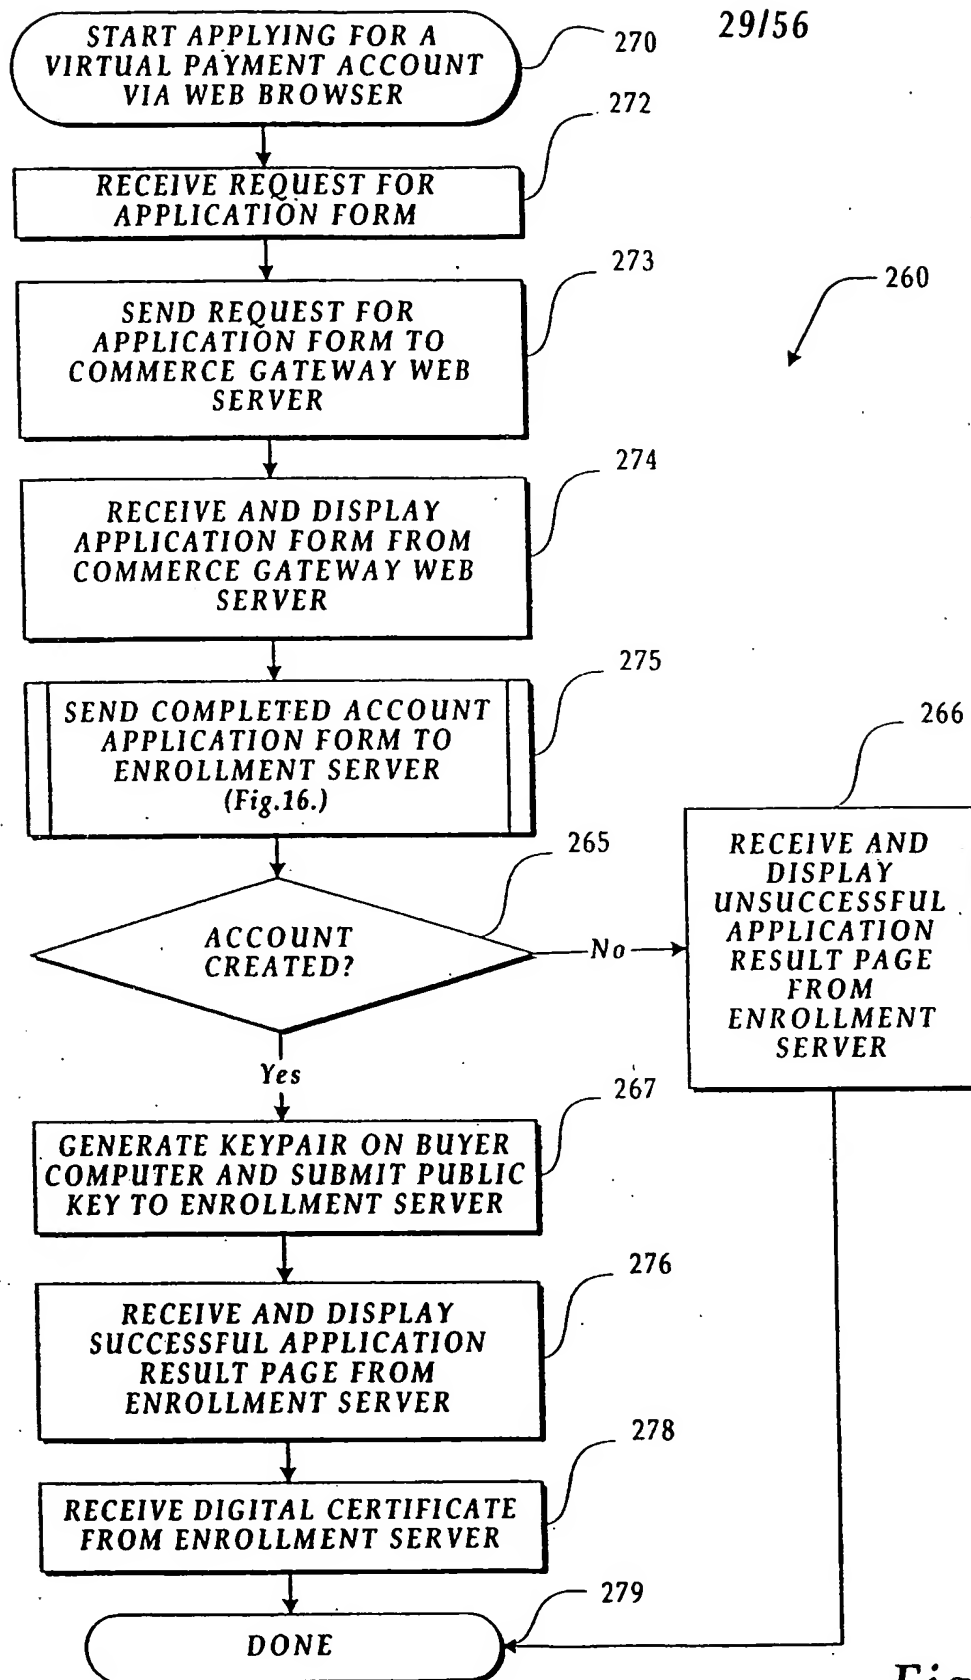 29/56
START APPLYING FOR A
VIRTUAL PAYMENT ACCOUNT
VIA WEB BROWSER
270
272
RECEIVE REQUEST FOR
APPLICATION FORM
273
260
SEND REQUEST FOR
APPLICATION FORM TO
COMMERCE GATEWAY WEB
SERVER
274
RECEIVE AND DISPLAY
APPLICATION FORM FROM
COMMERCE GATEWAY WEB
SERVER
275
SEND COMPLETED ACCOUNT
APPLICATION FORM TO
ENROLLMENT SERVER
(Fig.16.)
266
265
ACCOUNT
CREATED?
No
RECEIVE AND
DISPLAY
UNSUCCESSFUL
APPLICATION
RESULT PAGE
FROM
ENROLLMENT
SERVER
Yes
267
GENERATE KEYPAIR ON BUYER
COMPUTER AND SUBMIT PUBLIC
KEY TO ENROLLMENT SERVER
276
RECEIVE AND DISPLAY
SUCCESSFUL APPLICATION
RESULT PAGE FROM
ENROLLMENT SERVER
278
RECEIVE DIGITAL CERTIFICATE
FROM ENROLLMENT SERVER
279
DONE
Fig